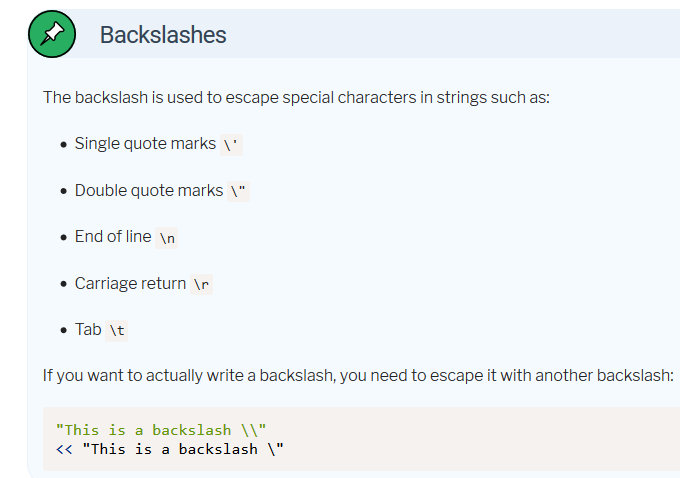 Backslashes
The backslash is used to escape special characters in strings such as:
• Single quote marks \'
• Double quote marks \"
• End of line \n
• Carriage return \r
• Tab \t
If you want to actually write a backslash, you need to escape it with another backslash:
"This is a backslash \\"
<< "This is a backslash \"